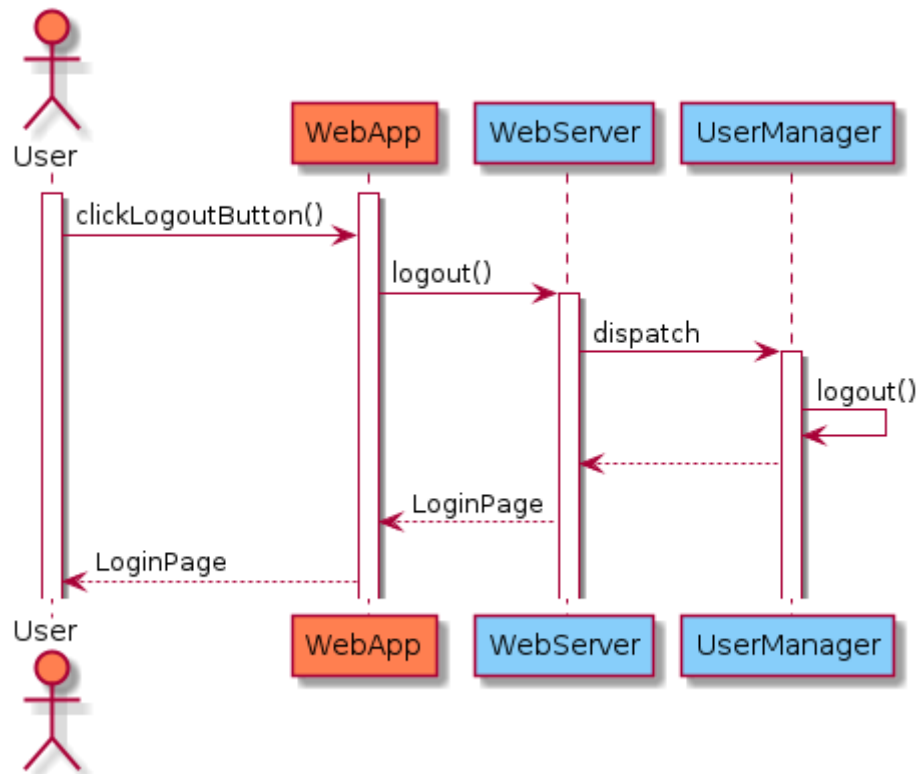 User
WebApp
WebServer
UserManager
clickLogoutButton()
logout()
dispatch
logout()
LoginPage
LoginPage
User
WebApp
WebServer
UserManager